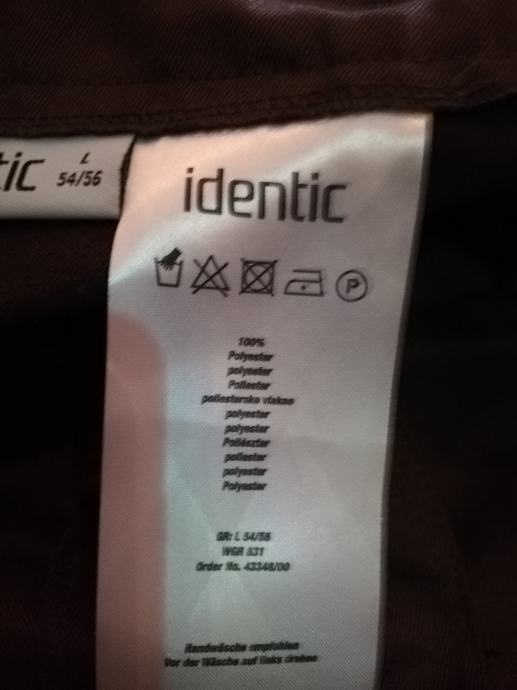 tic
L
54/56
identic
P
100%
Polyester
polyester
Poliester
poliestersko vlakno
polyester
polyester
Poliészter
poliester
polyester
Polyester
GR: L 54/56
WGR 831
Order No. 43348/00
Handwäsche empfohlen
Vor der Wäsche auf links drehen